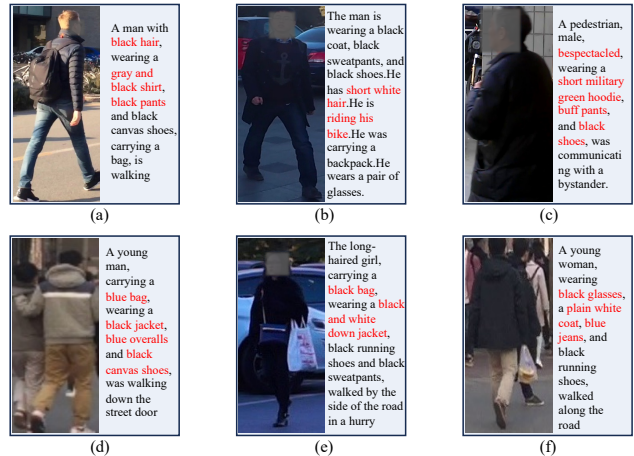 A man with
black hair,
wearing a
gray and
black shirt,
black pants
and black
canvas shoes,
carrying a
bag, is
walking
(a)
The man is
wearing a black
coat, black
sweatpants, and
black shoes.He
has short white
hair.He is
riding his
bike.He was
carrying a
backpack.He
wears a pair of
glasses.
(b)
A pedestrian,
male,
bespectacled,
wearing a
short military
green hoodie,
buff pants,
and black
shoes, was
communicati
ng with a
bystander.
(c)
A young
man,
carrying a
blue bag,
wearing a
black jacket,
blue overalls
and black
canvas shoes,
was walking
down the
street door
(d)
The long-
haired girl,
carrying a
black bag,
wearing a black
and white
down jacket,
black running
shoes and black
sweatpants,
walked by the
side of the road
in a hurry
(e)
A young
woman,
wearing
black glasses,
a plain white
coat, blue
jeans, and
black
running
shoes,
walked
along the
road
(f)